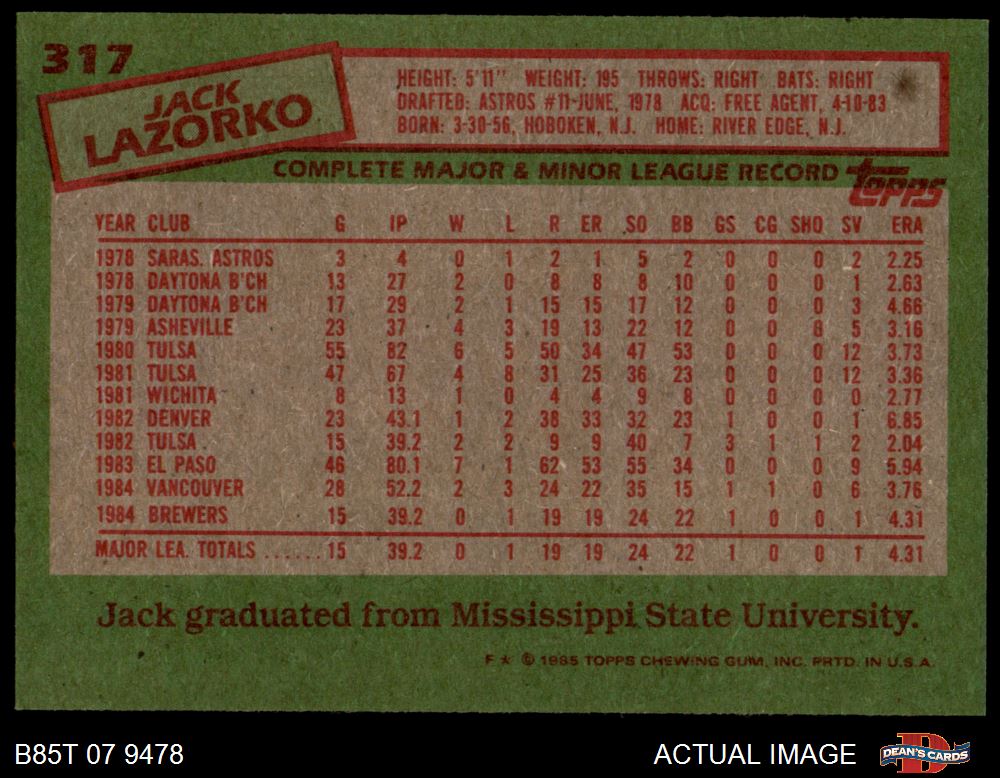 317
JACK
LAZORKO
HEIGHT: 5'11" WEIGHT: 195 THROWS: RIGHT BATS: RIGHT
DRAFTED: ASTROS #11-JUNE, 1978 ACQ: FREE AGENT, 4-10-83
BORN: 3-30-56, HOBOKEN, N.J. HOME: RIVER EDGE, N.J.
COMPLETE MAJOR & MINOR LEAGUE RECORD topps
YEAR CLUB G IP W L R ER SO BB GS CG SHO SV ERA
1978 SARAS. ASTROS 3 4 0 1 2 1 5 2 0 0 0 2 2.25
1978 DAYTONA B'CH 13 27 2 0 8 8 8 10 0 0 0 1 2.63
1979 DAYTONA B'CH 17 29 2 1 15 15 17 12 0 0 0 3 4.66
1979 ASHEVILLE 23 37 4 3 19 13 22 12 0 0 8 5 3.16
1980 TULSA 55 82 6 5 50 34 47 53 0 0 0 12 3.73
1981 TULSA 47 67 4 8 31 25 36 23 0 0 0 12 3.36
1981 WICHITA 8 13 1 0 4 4 9 8 0 0 0 0 2.77
1982 DENVER 23 43.1 1 2 38 33 32 23 1 0 0 1 6.85
1982 TULSA 15 39.2 2 2 9 9 40 7 3 1 1 2 2.04
1983 EL PASO 46 80.1 7 1 62 53 55 34 0 0 0 9 5.94
1984 VANCOUVER 28 52.2 2 3 24 22 35 15 1 1 0 6 3.76
1984 BREWERS 15 39.2 0 1 19 19 24 22 1 0 0 1 4.31
MAJOR LEA. TOTALS ...... 15 39.2 0 1 19 19 24 22 1 0 0 1 4.31
Jack graduated from Mississippi State University.
F ★ © 1985 TOPPS CHEWING GUM, INC. PRTD. IN U.S.A.
B85T 07 9478 ACTUAL IMAGE DEAN'S CARDS